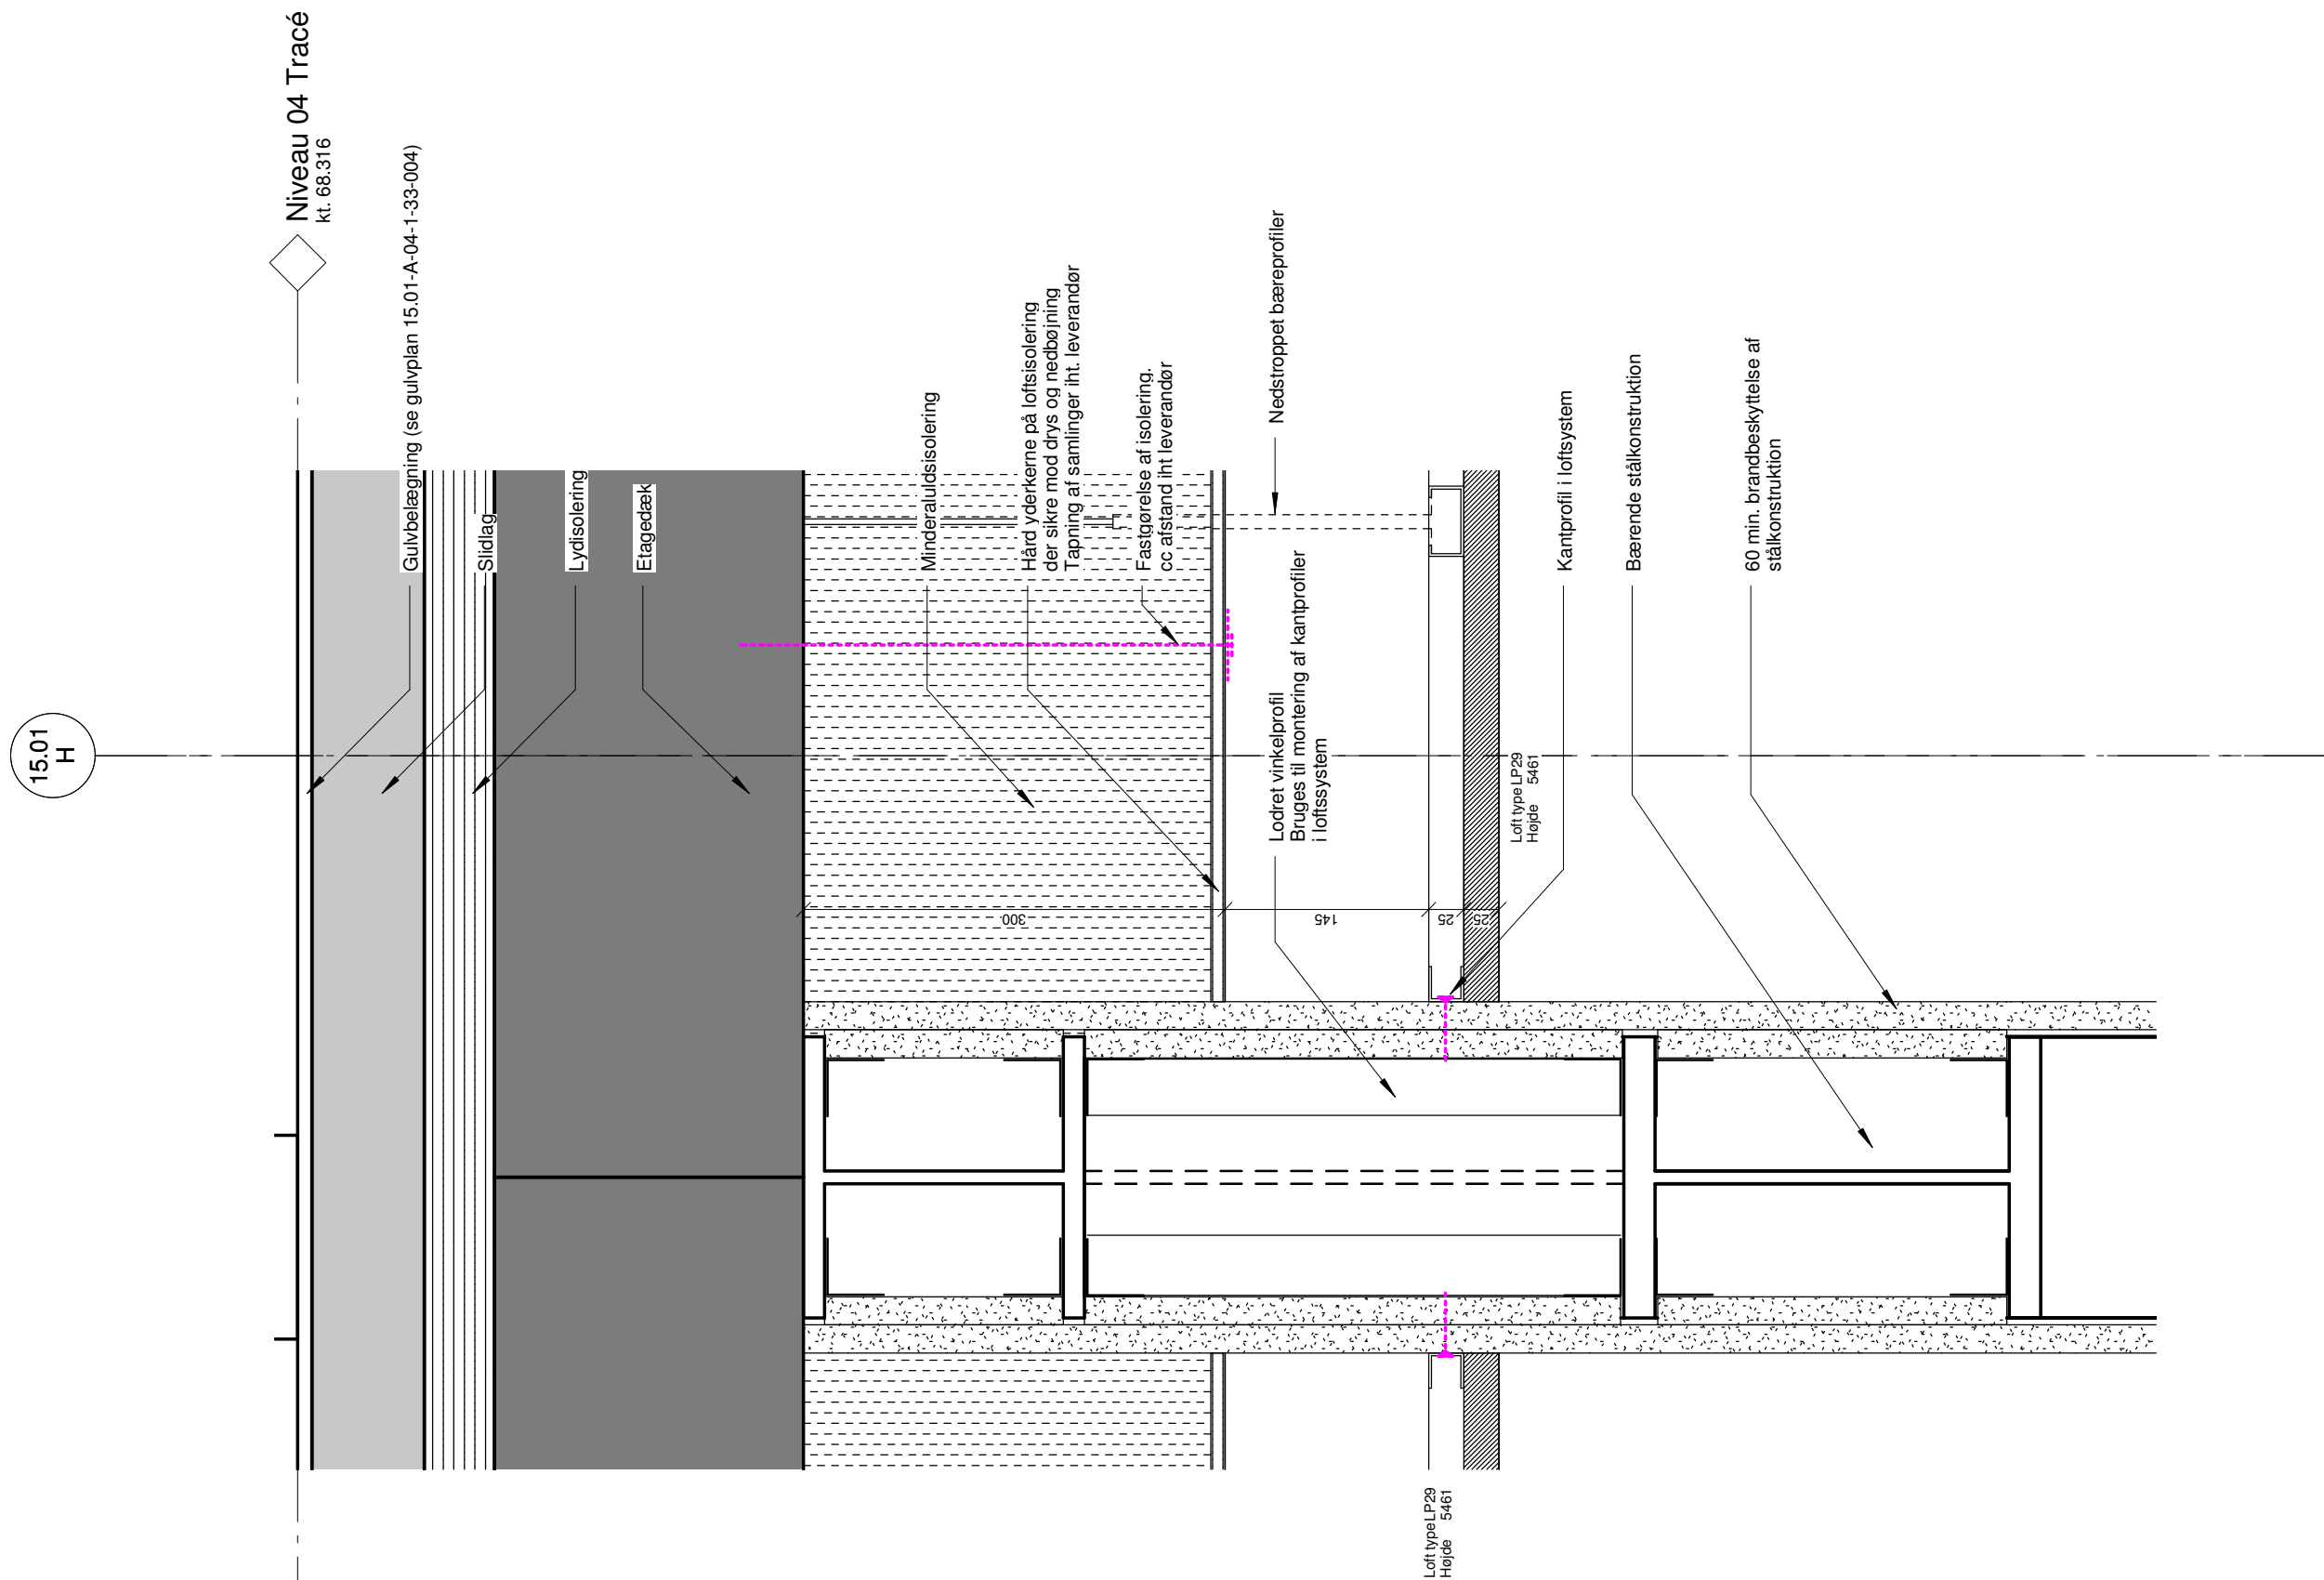 15.01
H
Niveau 04 Tracé
kt. 68.316
Gulvbelægning (se gulvplan 15.01-A-04-1-33-004)
Slidlag
Lydisolering
Etagedæk
Minderaluldsisolering
Hård yderkerne på loftsisolering
der sikre mod drys og nedbøjning
Tapning af samlinger iht. leverandør
Fastgørelse af isolering.
cc afstand iht leverandør
Nedstroppet bæreprofiler
Lodret vinkelprofil
Bruges til montering af kantprofiler
i loftssystem
300
145
25
25
Loft type LP29
Højde 5461
Kantprofil i loftsystem
Bærende stålkonstruktion
60 min. brandbeskyttelse af
stålkonstruktion
Loft type LP29
Højde 5461